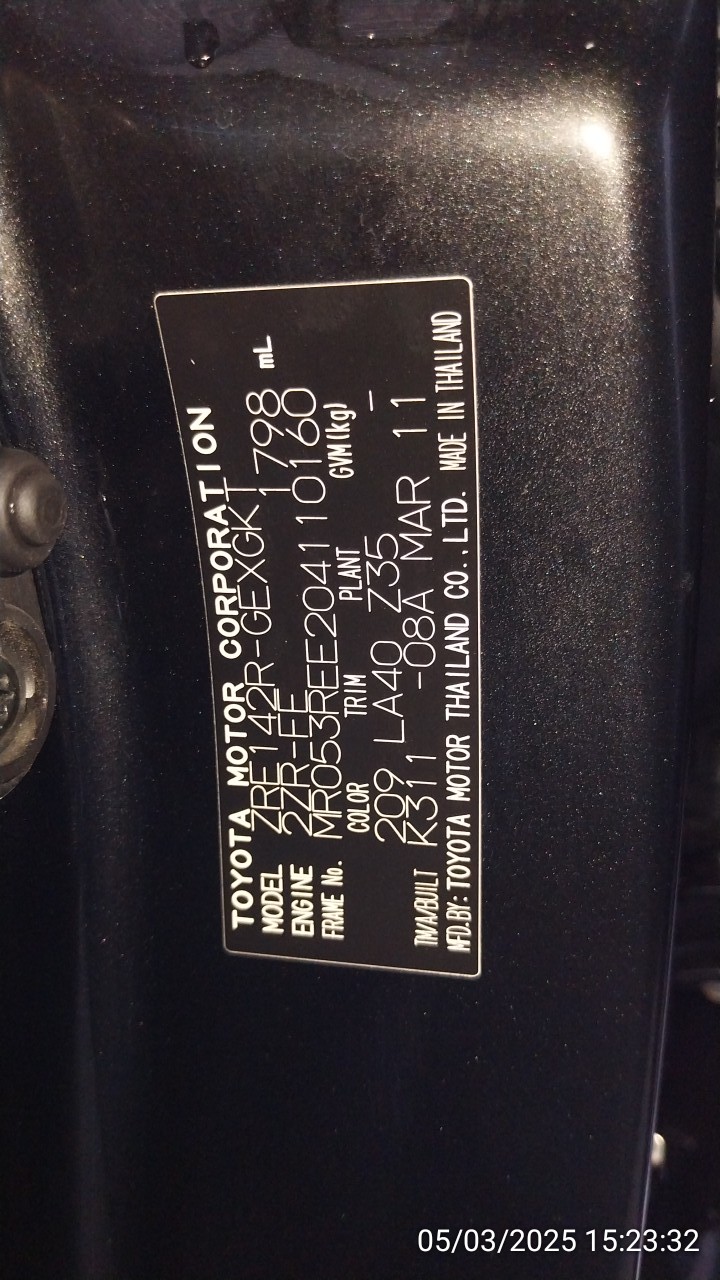 TOYOTA MOTOR CORPORATION
MODEL ZRE142R-GEXGKT
ENGINE 2ZR-FE 1798 mL
FRAME No. MR053REE204110160
COLOR TRIM PLANT GVM(kg)
209 LA40 Z35 -
TM/A/BUILT K311 -08A MAR 11
MFD.BY: TOYOTA MOTOR THAILAND CO.,LTD. MADE IN THAILAND
05/03/2025 15:23:32